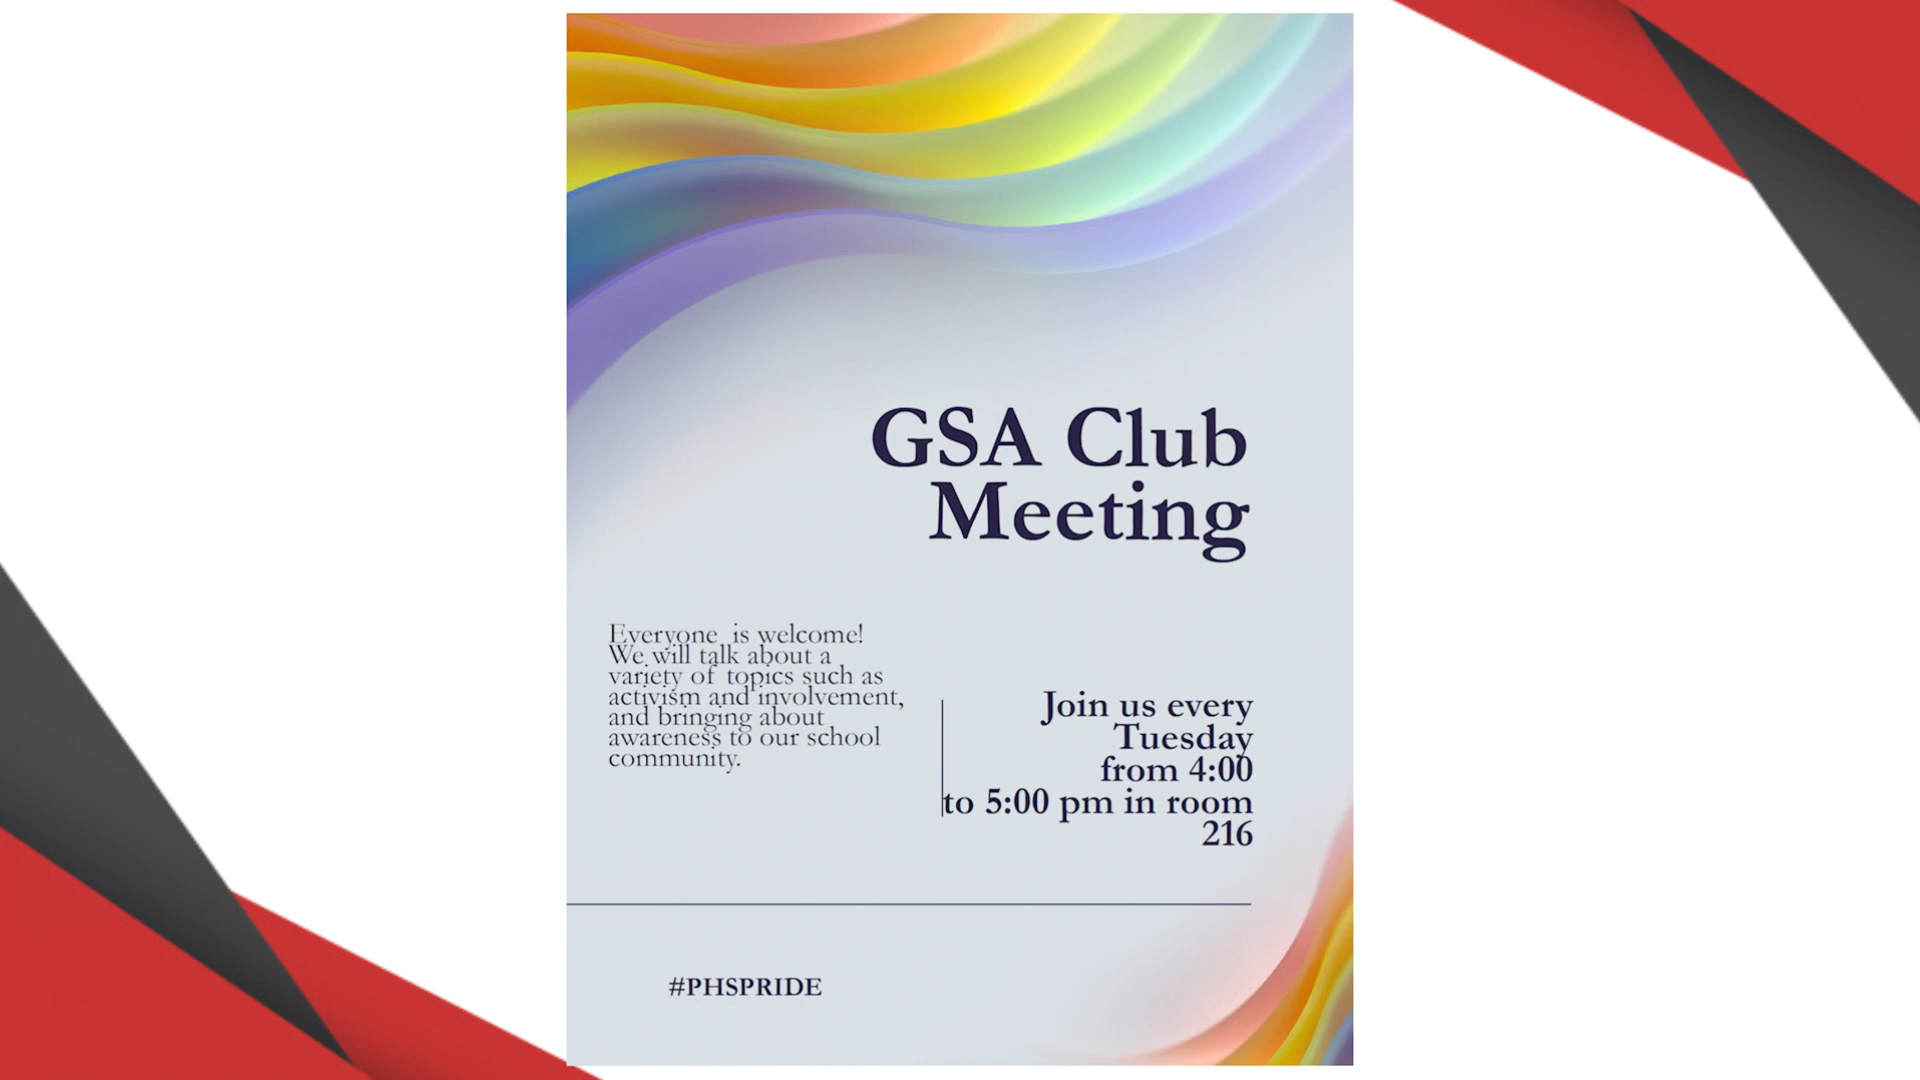 GSA Club
Meeting
Everyone is welcome!
We will talk about a
variety of topics such as
activism and involvement,
and bringing about
awareness to our school
community.
Join us every
Tuesday
from 4:00
to 5:00 pm in room
216
#PHSPRIDE